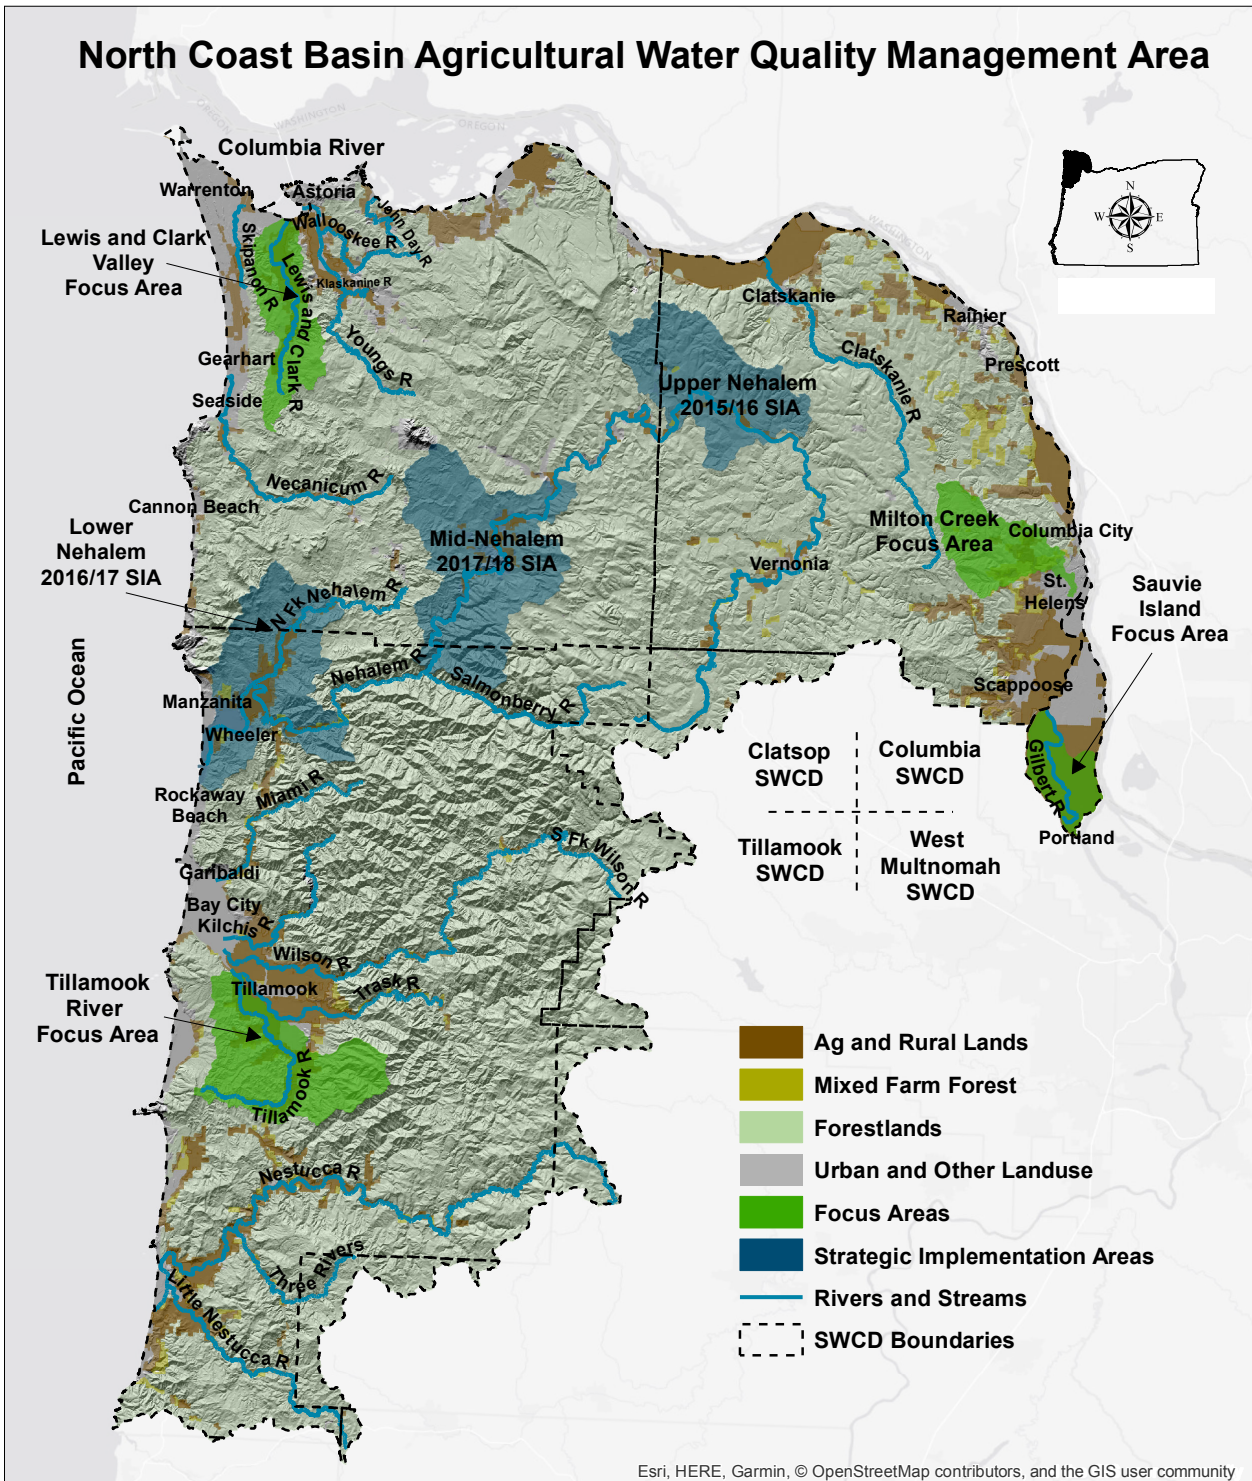 North Coast Basin Agricultural Water Quality Management Area
WASHINGTON
OREGON
OREGON
Columbia River
Warrenton
Astoria
John Day R
Wallooskee R
Skipanon R
Lewis and Clark
Valley
Focus Area
Lewis and Clark R
Klaskanine R
Youngs R
Gearhart
Seaside
Necanicum R
Cannon Beach
WASHINGTON
N
W
E
S
Clatskanie
Rainier
Prescott
Clatskanie R
Upper Nehalem
2015/16 SIA
Mid-Nehalem
2017/18 SIA
Lower
Nehalem
2016/17 SIA
N Fk Nehalem R
Milton Creek
Focus Area
Columbia City
Vernonia
St.
Helens
Sauvie
Island
Focus Area
Scappoose
Gilbert R
Portland
Pacific Ocean
Manzanita
Wheeler
Nehalem R
Salmonberry R
Rockaway
Beach
Miami R
Garibaldi
Bay City
Kilchis R
Wilson R
S Fk Wilson R
Clatsop
SWCD
Columbia
SWCD
Tillamook
SWCD
West
Multnomah
SWCD
Tillamook
River
Focus Area
Tillamook
Trask R
Tillamook R
Nestucca R
Three Rivers
Little Nestucca R
Ag and Rural Lands
Mixed Farm Forest
Forestlands
Urban and Other Landuse
Focus Areas
Strategic Implementation Areas
Rivers and Streams
SWCD Boundaries
Esri, HERE, Garmin, © OpenStreetMap contributors, and the GIS user community